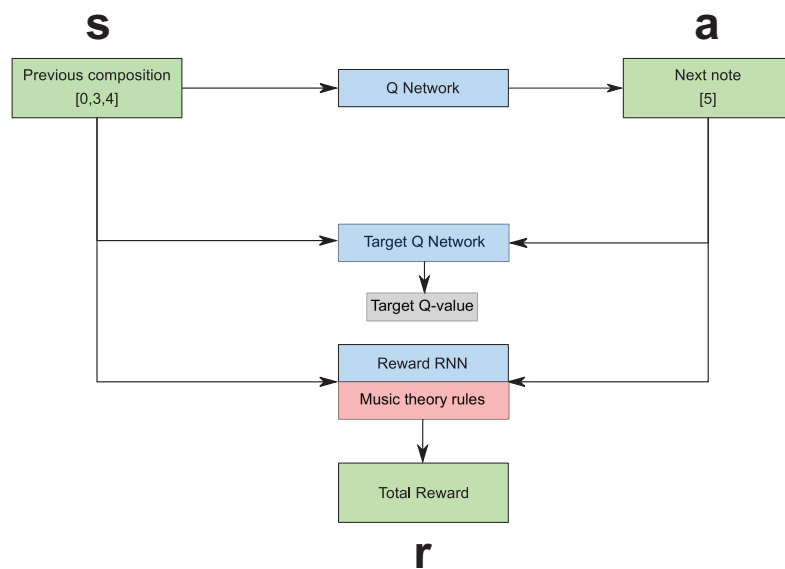 s
a
Previous composition
[0,3,4]
Q Network
Next note
[5]
Target Q Network
Target Q-value
Reward RNN
Music theory rules
Total Reward
r